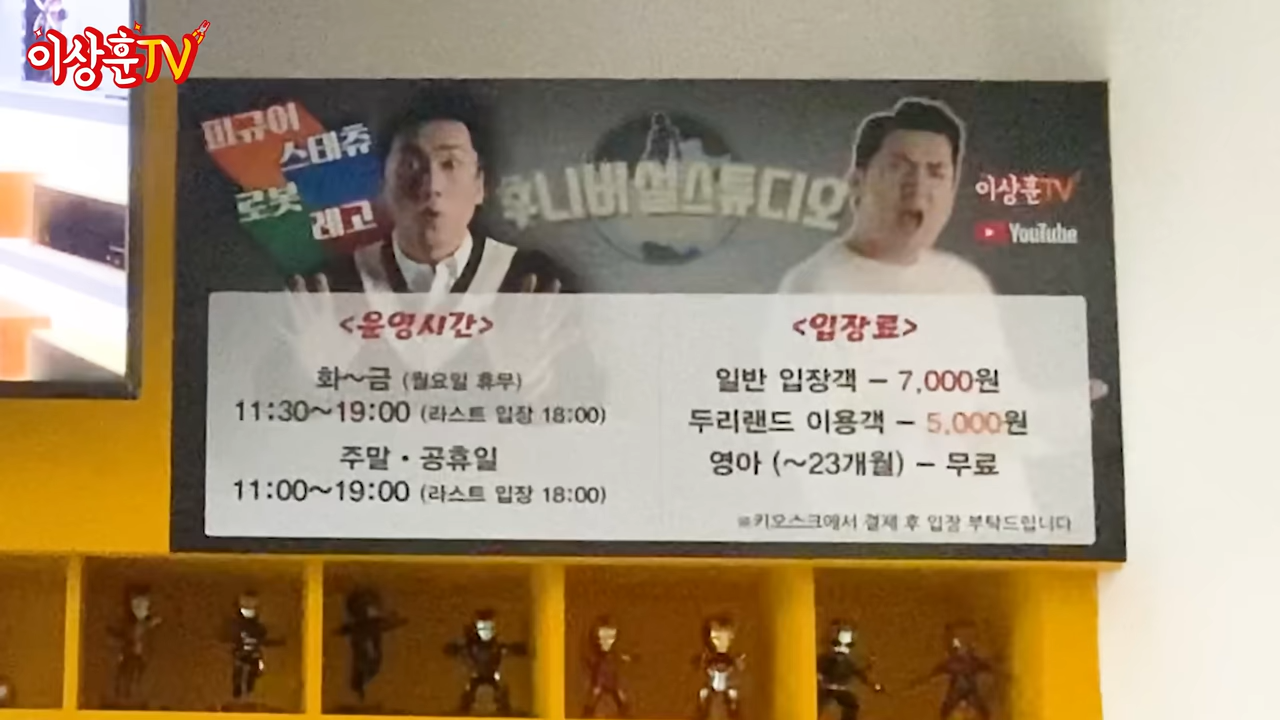 이상훈TV
피규어
스태츄
로봇
레고
후니버설스튜디오
이상훈TV
YouTube
<운영시간>
화~금 (월요일 휴무)
11:30~19:00 (라스트 입장 18:00)
주말·공휴일
11:00~19:00 (라스트 입장 18:00)
<입장료>
일반 입장객 – 7,000원
두리랜드 이용객 – 5,000원
영아 (~23개월) – 무료
※키오스크에서 결제 후 입장 부탁드립니다